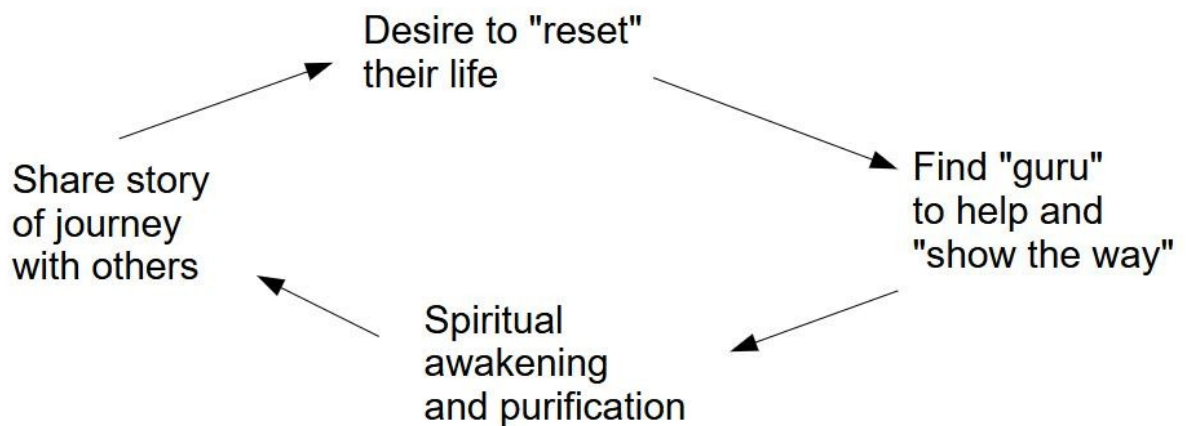 Desire to "reset"
their life
Find "guru"
to help and
"show the way"
Spiritual
awakening
and purification
Share story
of journey
with others